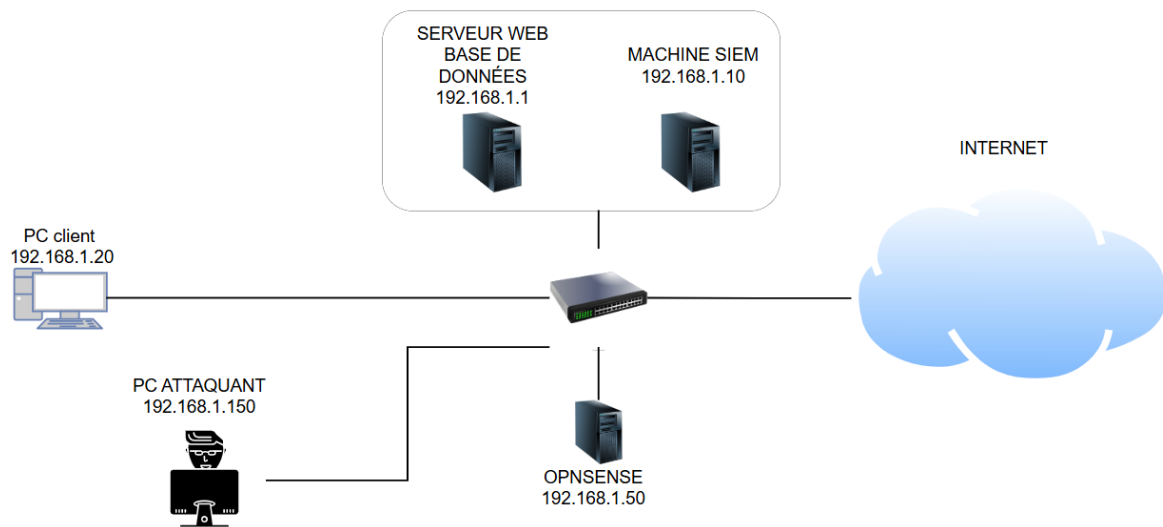 SERVEUR WEB
BASE DE
DONNÉES
192.168.1.1
MACHINE SIEM
192.168.1.10
INTERNET
PC client
192.168.1.20
PC ATTAQUANT
192.168.1.150
OPNSENSE
192.168.1.50